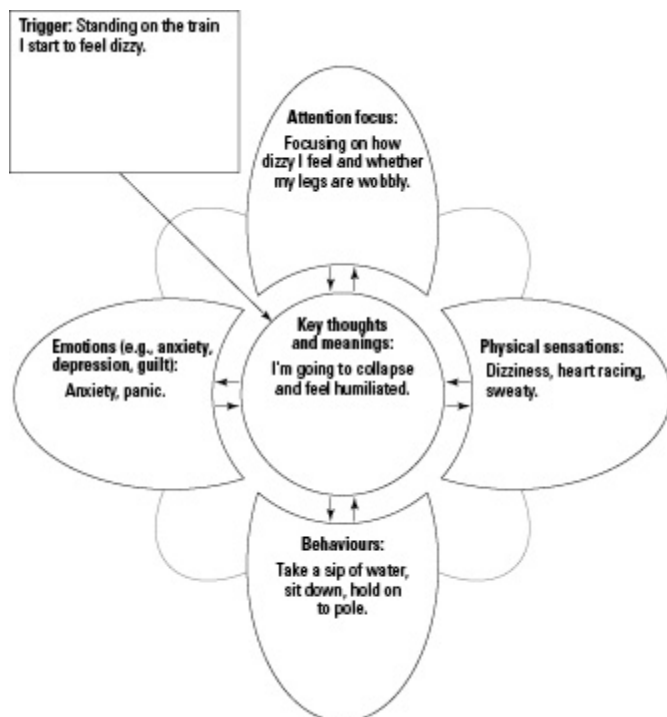 Trigger: Standing on the train
I start to feel dizzy.
Attention focus:
Focusing on how
dizzy I feel and whether
my legs are wobbly.
Emotions (e.g., anxiety,
depression, guilt):
Anxiety, panic.
Key thoughts
and meanings:
I'm going to collapse
and feel humiliated.
Physical sensations:
Dizziness, heart racing,
sweaty.
Behaviours:
Take a sip of water,
sit down, hold on
to pole.